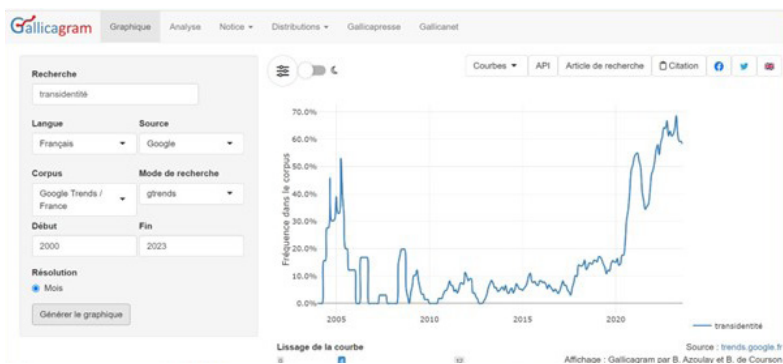 Gallicagram Graphique Analyse Notice Distributions Gallicapresse Gallicanet
Recherche
transidentité
Langue Source
Français Google
Corpus Mode de recherche
Google Trends / France gtrends
Début Fin
2000 2023
Résolution
Mois
Générer le graphique
Courbes API Article de recherche Citation
70.0%
60.0%
50.0%
40.0%
30.0%
20.0%
10.0%
0.0%
Fréquence dans le corpus
2005 2010 2015 2020
transidentité
Lissage de la courbe
Source : trends.google.fr
Affichage : Gallicagram par B. Azoulay et B. de Courson